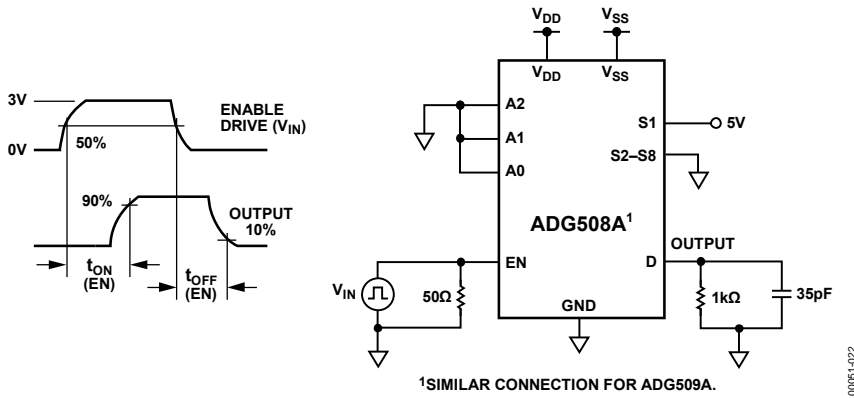 3V
0V
50%
ENABLE
DRIVE (VIN)
90%
OUTPUT
10%
tON
(EN)
tOFF
(EN)
VDD
VSS
VDD
VSS
A2
A1
A0
S1
5V
S2–S8
ADG508A1
OUTPUT
EN
D
VIN
50Ω
GND
1kΩ
35pF
1SIMILAR CONNECTION FOR ADG509A.
00051-022